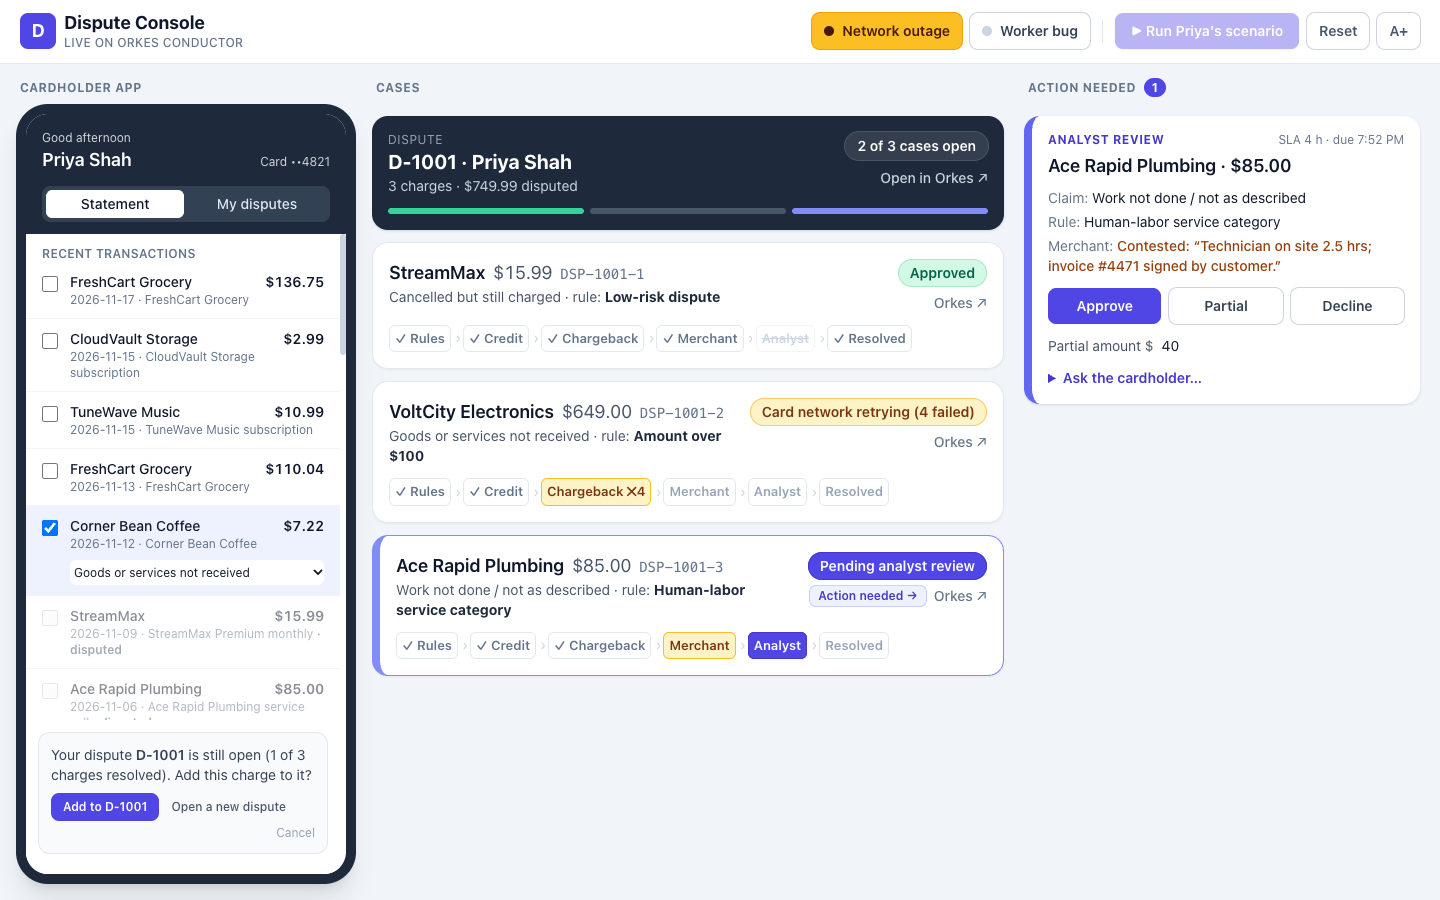 D
Dispute Console
LIVE ON ORKES CONDUCTOR
Network outage
Worker bug
▶ Run Priya's scenario
Reset
A+
CARDHOLDER APP
Good afternoon
Priya Shah
Card ··4821
Statement
My disputes
RECENT TRANSACTIONS
FreshCart Grocery $136.75
2026-11-17 · FreshCart Grocery
CloudVault Storage $2.99
2026-11-15 · CloudVault Storage
subscription
TuneWave Music $10.99
2026-11-15 · TuneWave Music subscription
FreshCart Grocery $110.04
2026-11-13 · FreshCart Grocery
Corner Bean Coffee $7.22
2026-11-12 · Corner Bean Coffee
Goods or services not received
StreamMax $15.99
2026-11-09 · StreamMax Premium monthly ·
disputed
Ace Rapid Plumbing $85.00
2026-11-06 · Ace Rapid Plumbing service
Your dispute D-1001 is still open (1 of 3
charges resolved). Add this charge to it?
Add to D-1001
Open a new dispute
Cancel
CASES
DISPUTE
D-1001 · Priya Shah
3 charges · $749.99 disputed
2 of 3 cases open
Open in Orkes ↗
StreamMax $15.99 DSP-1001-1
Approved
Cancelled but still charged · rule: Low-risk dispute
Orkes ↗
✓ Rules › ✓ Credit › ✓ Chargeback › ✓ Merchant › Analyst › ✓ Resolved
VoltCity Electronics $649.00 DSP-1001-2
Card network retrying (4 failed)
Goods or services not received · rule: Amount over
$100
Orkes ↗
✓ Rules › ✓ Credit › Chargeback ✕4 › Merchant › Analyst › Resolved
Ace Rapid Plumbing $85.00 DSP-1001-3
Pending analyst review
Work not done / not as described · rule: Human-labor
service category
Action needed →
Orkes ↗
✓ Rules › ✓ Credit › ✓ Chargeback › Merchant › Analyst › Resolved
ACTION NEEDED 1
ANALYST REVIEW
SLA 4 h · due 7:52 PM
Ace Rapid Plumbing · $85.00
Claim: Work not done / not as described
Rule: Human-labor service category
Merchant: Contested: “Technician on site 2.5 hrs;
invoice #4471 signed by customer.”
Approve
Partial
Decline
Partial amount $ 40
▶ Ask the cardholder...